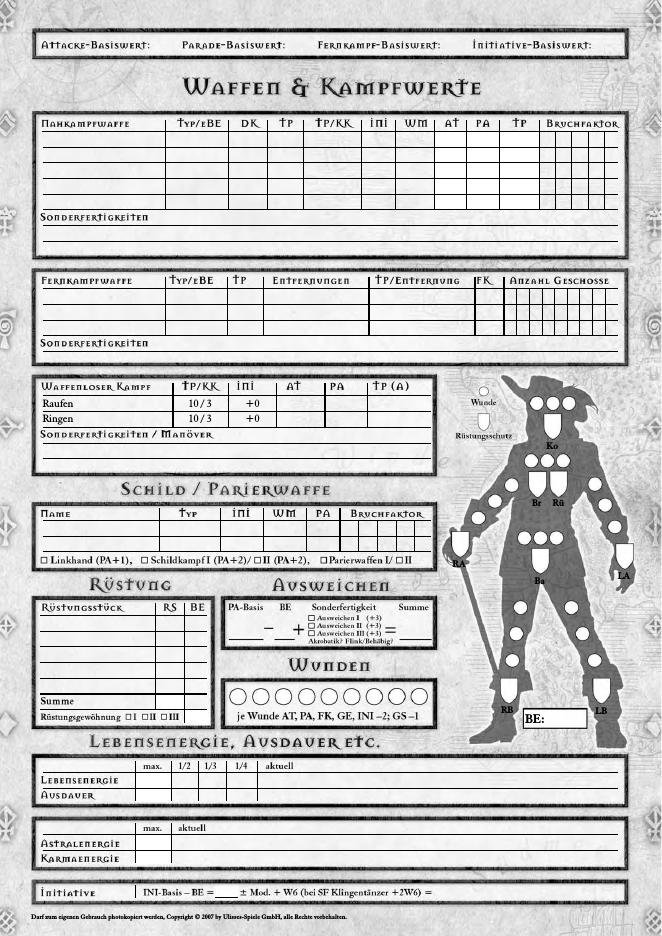 Attacke-Basiswert: Parade-Basiswert: Fernkampf-Basiswert: Initiative-Basiswert:
Waffen & Kampfwerte
Nahkampfwaffe Typ/eBE DK TP TP/KK INI WM AT PA TP Bruchfaktor
Sonderfertigkeiten
Fernkampfwaffe Typ/eBE TP Entfernungen TP/Entfernung FK Anzahl Geschosse
Sonderfertigkeiten
Waffenloser Kampf TP/KK INI AT PA TP (A)
Raufen 10/3 +0
Ringen 10/3 +0
Sonderfertigkeiten / Manöver
Wunde
Rüstungsschutz
Ko
Br Rü
RA
LA
Ba
RB
LB
BE:
Schild / Parierwaffe
Name Typ INI WM PA Bruchfaktor
□ Linkhand (PA+1), □ Schildkampf I (PA+2)/ □ II (PA+2), □ Parierwaffen I/ □ II
Rüstung
Rüstungsstück RS BE
Summe
Rüstungsgewöhnung □ I □ II □ III
Ausweichen
PA-Basis BE Sonderfertigkeit Summe
□ Ausweichen I (+3)
□ Ausweichen II (+3)
____ – ____ + □ Ausweichen III (+3) = ____
Akrobatik? Flink/Behäbig?
Wunden
je Wunde AT, PA, FK, GE, INI –2; GS –1
Lebensenergie, Ausdauer etc.
max. 1/2 1/3 1/4 aktuell
Lebensenergie
Ausdauer
max. aktuell
Astralenergie
Karmaenergie
Initiative INI-Basis – BE = ____ ± Mod. + W6 (bei SF Klingentänzer +2W6) =
Darf zum eigenen Gebrauch photokopiert werden, Copyright © 2007 by Ulisses-Spiele GmbH, alle Rechte vorbehalten.